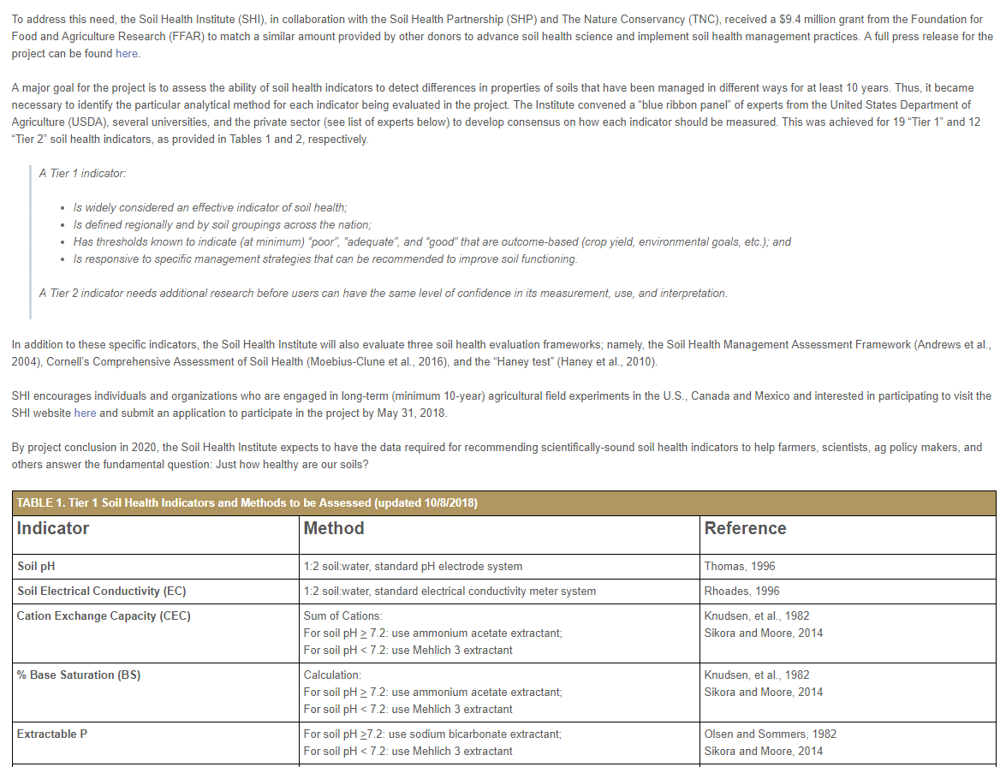 To address this need, the Soil Health Institute (SHI), in collaboration with the Soil Health Partnership (SHP) and The Nature Conservancy (TNC), received a $9.4 million grant from the Foundation for
Food and Agriculture Research (FFAR) to match a similar amount provided by other donors to advance soil health science and implement soil health management practices. A full press release for the
project can be found here.
A major goal for the project is to assess the ability of soil health indicators to detect differences in properties of soils that have been managed in different ways for at least 10 years. Thus, it became
necessary to identify the particular analytical method for each indicator being evaluated in the project. The Institute convened a “blue ribbon panel” of experts from the United States Department of
Agriculture (USDA), several universities, and the private sector (see list of experts below) to develop consensus on how each indicator should be measured. This was achieved for 19 “Tier 1” and 12
“Tier 2” soil health indicators, as provided in Tables 1 and 2, respectively.
A Tier 1 indicator:
• Is widely considered an effective indicator of soil health;
• Is defined regionally and by soil groupings across the nation;
• Has thresholds known to indicate (at minimum) “poor”, “adequate”, and “good” that are outcome-based (crop yield, environmental goals, etc.); and
• Is responsive to specific management strategies that can be recommended to improve soil functioning.
A Tier 2 indicator needs additional research before users can have the same level of confidence in its measurement, use, and interpretation.
In addition to these specific indicators, the Soil Health Institute will also evaluate three soil health evaluation frameworks; namely, the Soil Health Management Assessment Framework (Andrews et al.,
2004), Cornell’s Comprehensive Assessment of Soil Health (Moebius-Clune et al., 2016), and the “Haney test” (Haney et al., 2010).
SHI encourages individuals and organizations who are engaged in long-term (minimum 10-year) agricultural field experiments in the U.S., Canada and Mexico and interested in participating to visit the
SHI website here and submit an application to participate in the project by May 31, 2018.
By project conclusion in 2020, the Soil Health Institute expects to have the data required for recommending scientifically-sound soil health indicators to help farmers, scientists, ag policy makers, and
others answer the fundamental question: Just how healthy are our soils?
TABLE 1. Tier 1 Soil Health Indicators and Methods to be Assessed (updated 10/8/2018)
Indicator Method Reference
Soil pH 1:2 soil:water, standard pH electrode system Thomas, 1996
Soil Electrical Conductivity (EC) 1:2 soil:water, standard electrical conductivity meter system Rhoades, 1996
Cation Exchange Capacity (CEC) Sum of Cations: Knudsen, et al., 1982
For soil pH ≥ 7.2: use ammonium acetate extractant; Sikora and Moore, 2014
For soil pH < 7.2: use Mehlich 3 extractant
% Base Saturation (BS) Calculation: Knudsen, et al., 1982
For soil pH ≥ 7.2: use ammonium acetate extractant; Sikora and Moore, 2014
For soil pH < 7.2: use Mehlich 3 extractant
Extractable P For soil pH ≥7.2: use sodium bicarbonate extractant; Olsen and Sommers, 1982
For soil pH < 7.2: use Mehlich 3 extractant Sikora and Moore, 2014